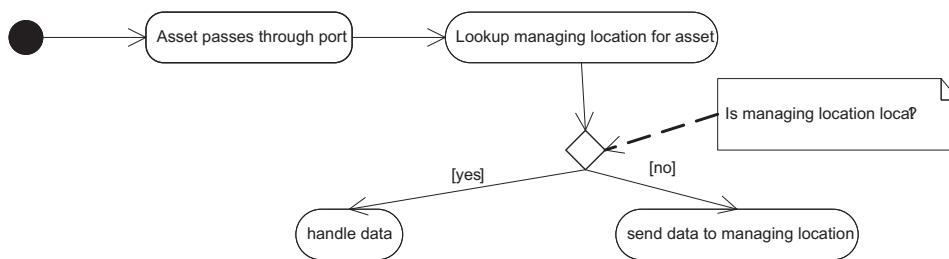 Asset passes through port
Lookup managing location for asset
Is managing location local?
[yes]
[no]
handle data
send data to managing location